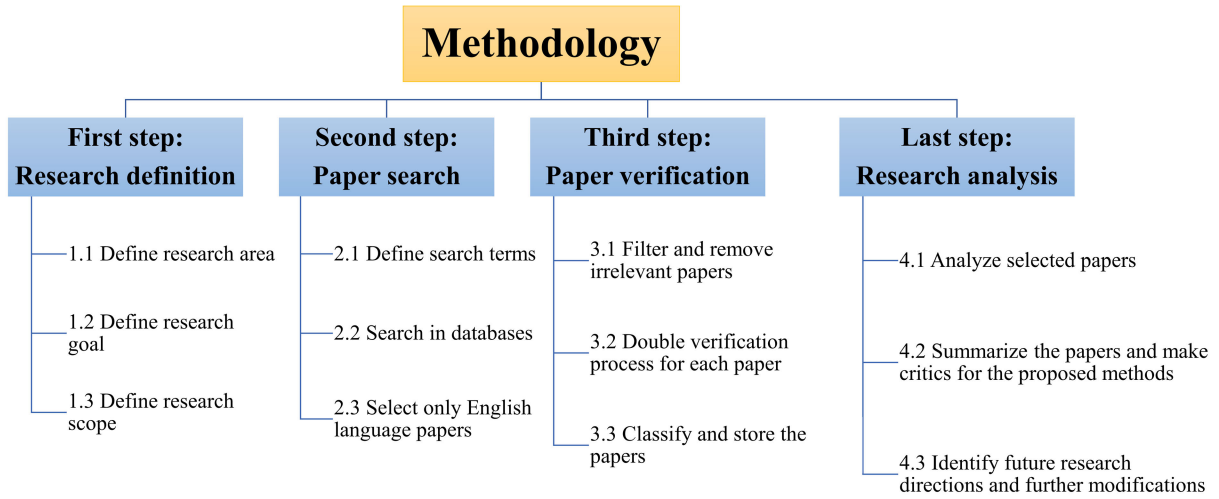 Methodology
First step:
Research definition
1.1 Define research area
1.2 Define research
goal
1.3 Define research
scope
Second step:
Paper search
2.1 Define search terms
2.2 Search in databases
2.3 Select only English
language papers
Third step:
Paper verification
3.1 Filter and remove
irrelevant papers
3.2 Double verification
process for each paper
3.3 Classify and store the
papers
Last step:
Research analysis
4.1 Analyze selected papers
4.2 Summarize the papers and make
critics for the proposed methods
4.3 Identify future research
directions and further modifications